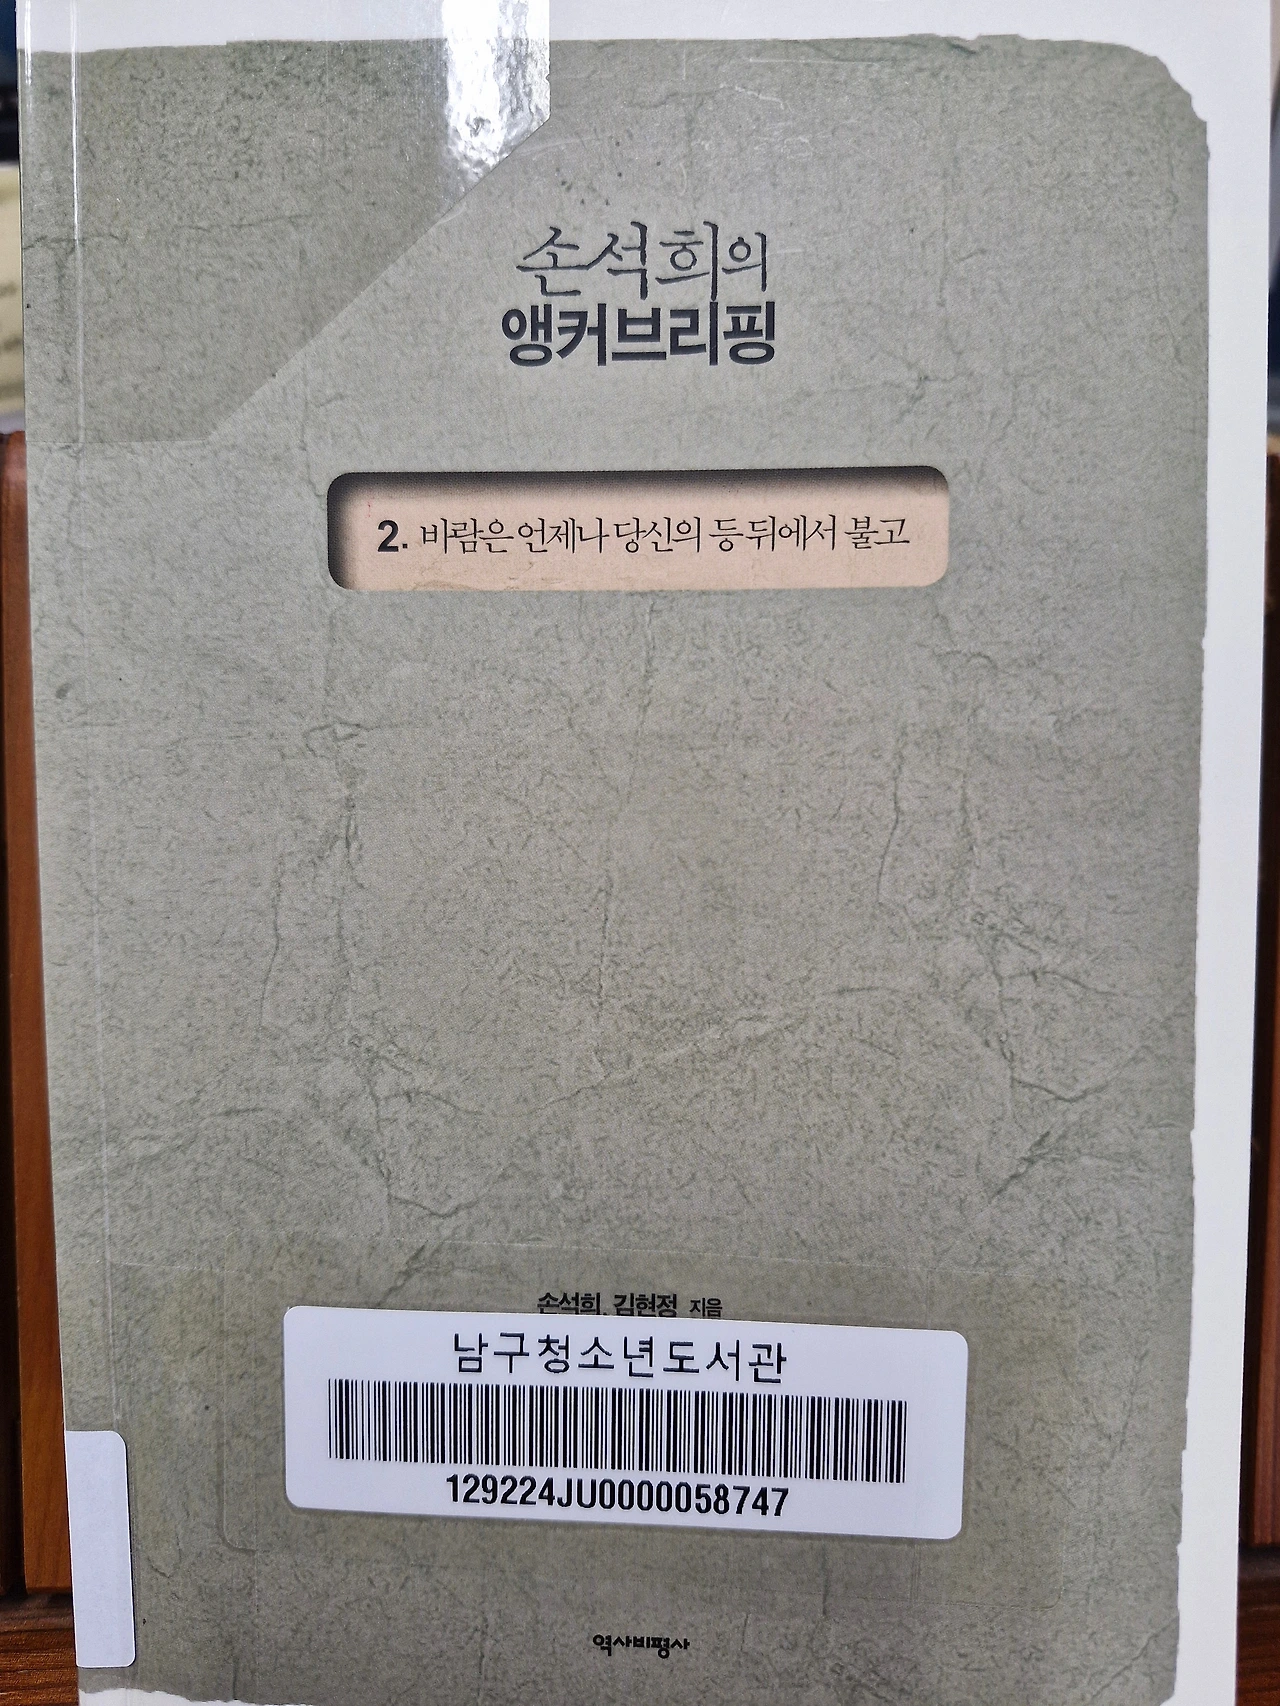 손석희의
앵커브리핑
2. 바람은 언제나 당신의 등 뒤에서 불고
손석희, 김현정 지음
남구청소년도서관
129224JU0000058747
역사비평사